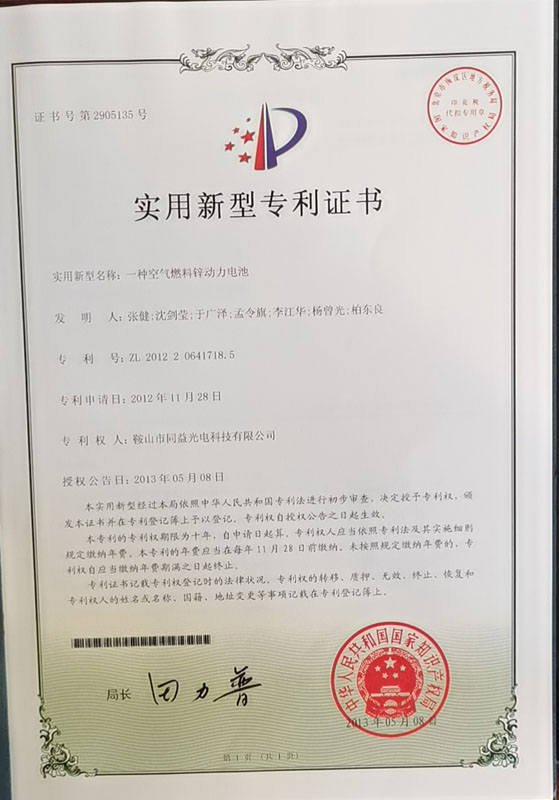 证书号第2905135号
印花税
代扣专用章
实用新型专利证书
实用新型名称：一种空气燃料锌动力电池
发明人：张健;沈剑莹;于广泽;孟令旗;李江华;杨曾光;柏东良
专利号：ZL 2012 2 0641718.5
专利申请日：2012年11月28日
专利权人：鞍山市同益光电科技有限公司
授权公告日：2013年05月08日
本实用新型经过本局依照中华人民共和国专利法进行初步审查，决定授予专利权，颁
发本证书并在专利登记簿上予以登记。专利权自授权公告之日起生效。
本专利的专利权期限为十年，自申请日起算。专利权人应当依照专利法及其实施细则
规定缴纳年费。本专利的年费应当在每年11月28日前缴纳。未按照规定缴纳年费的，专
利权自应当缴纳年费期满之日起终止。
专利证书记载专利权登记时的法律状况。专利权的转移、质押、无效、终止、恢复和
专利权人的姓名或名称、国籍、地址变更等事项记载在专利登记簿上。
局长
田力普
中华人民共和国国家知识产权局
2013年05月08日
第1页（共1页）